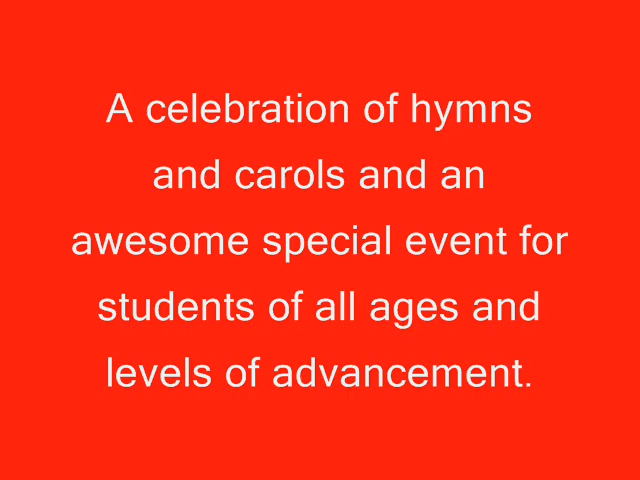 A celebration of hymns
and carols and an
awesome special event for
students of all ages and
levels of advancement.